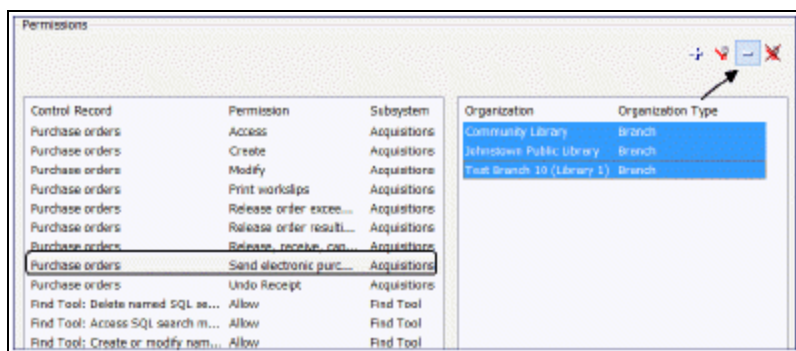 Permissions
Control Record Permission Subsystem Organization Organization Type
Purchase orders Access Acquisitions Community Library Branch
Purchase orders Create Acquisitions Johnstown Public Library Branch
Purchase orders Modify Acquisitions Test Branch 10 (Library 1) Branch
Purchase orders Print workslips Acquisitions
Purchase orders Release order excee... Acquisitions
Purchase orders Release order resulti... Acquisitions
Purchase orders Release, receive, can... Acquisitions
Purchase orders Send electronic purc... Acquisitions
Purchase orders Undo Receipt Acquisitions
Find Tool: Delete named SQL se... Allow Find Tool
Find Tool: Access SQL search m... Allow Find Tool
Find Tool: Create or modify nam... Allow Find Tool